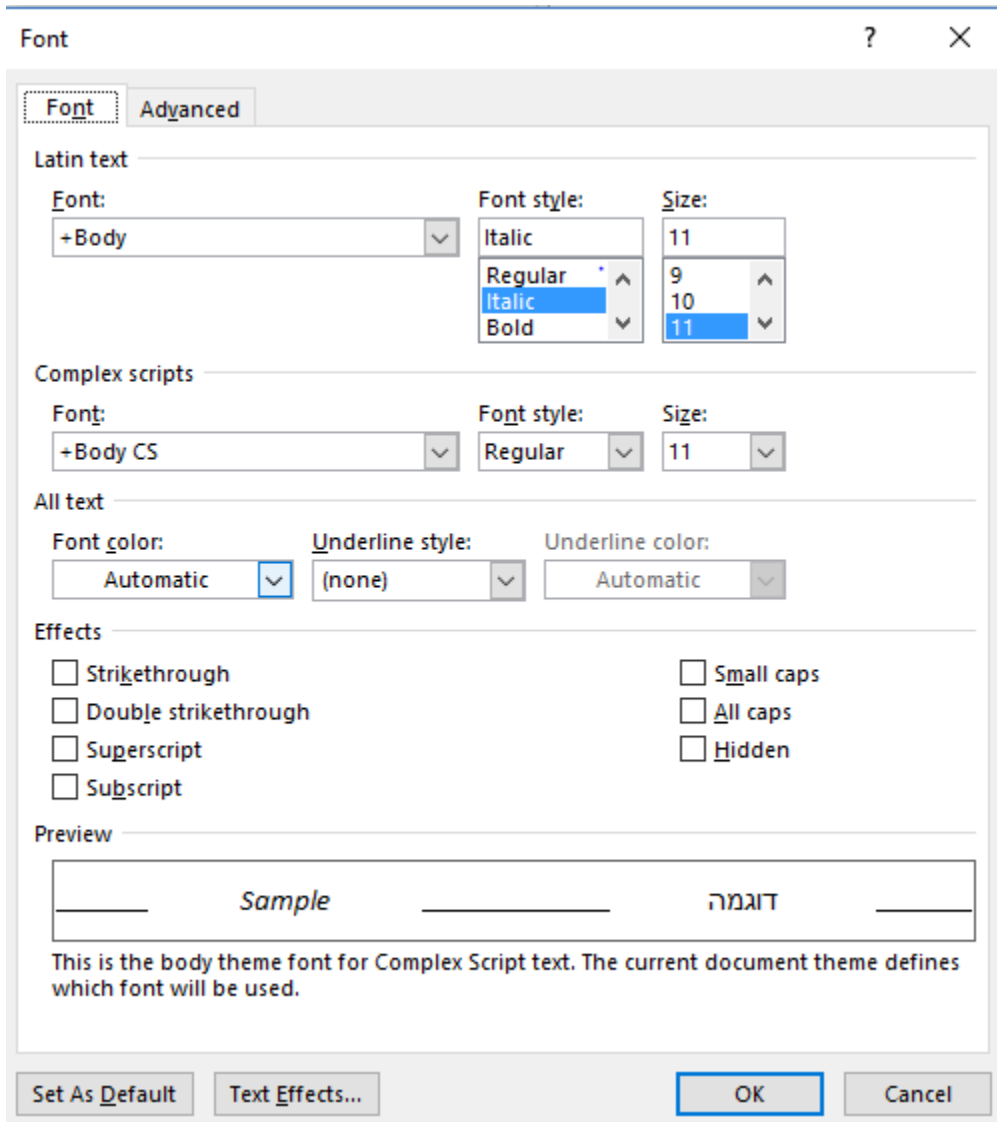 Font ?
Font Advanced
Latin text
Font: Font style: Size:
+Body Italic 11
Regular 9
Italic 10
Bold 11
Complex scripts
Font: Font style: Size:
+Body CS Regular 11
All text
Font color: Underline style: Underline color:
Automatic (none) Automatic
Effects
Strikethrough Small caps
Double strikethrough All caps
Superscript Hidden
Subscript
Preview
Sample דוגמה
This is the body theme font for Complex Script text. The current document theme defines
which font will be used.
Set As Default Text Effects... OK Cancel